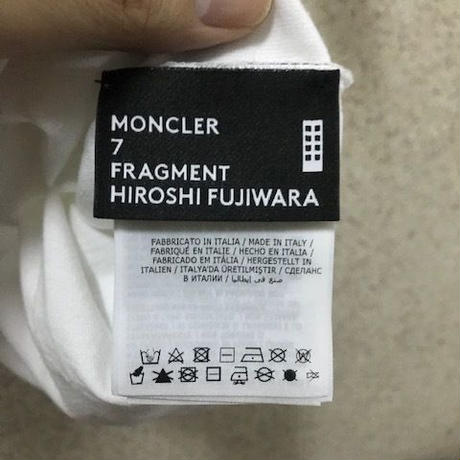 MONCLER
7
FRAGMENT
HIROSHI FUJIWARA
FABBRICATO IN ITALIA / MADE IN ITALY /
FABRIQUÉ EN ITALIE / HECHO EN ITALIA /
FABRICADO EM ITÁLIA / HERGESTELLT IN
ITALIEN / ITALYA'DA ÜRETILMIŞTIR / СДЕЛАНО
В ИТАЛИИ / صنع في إيطاليا